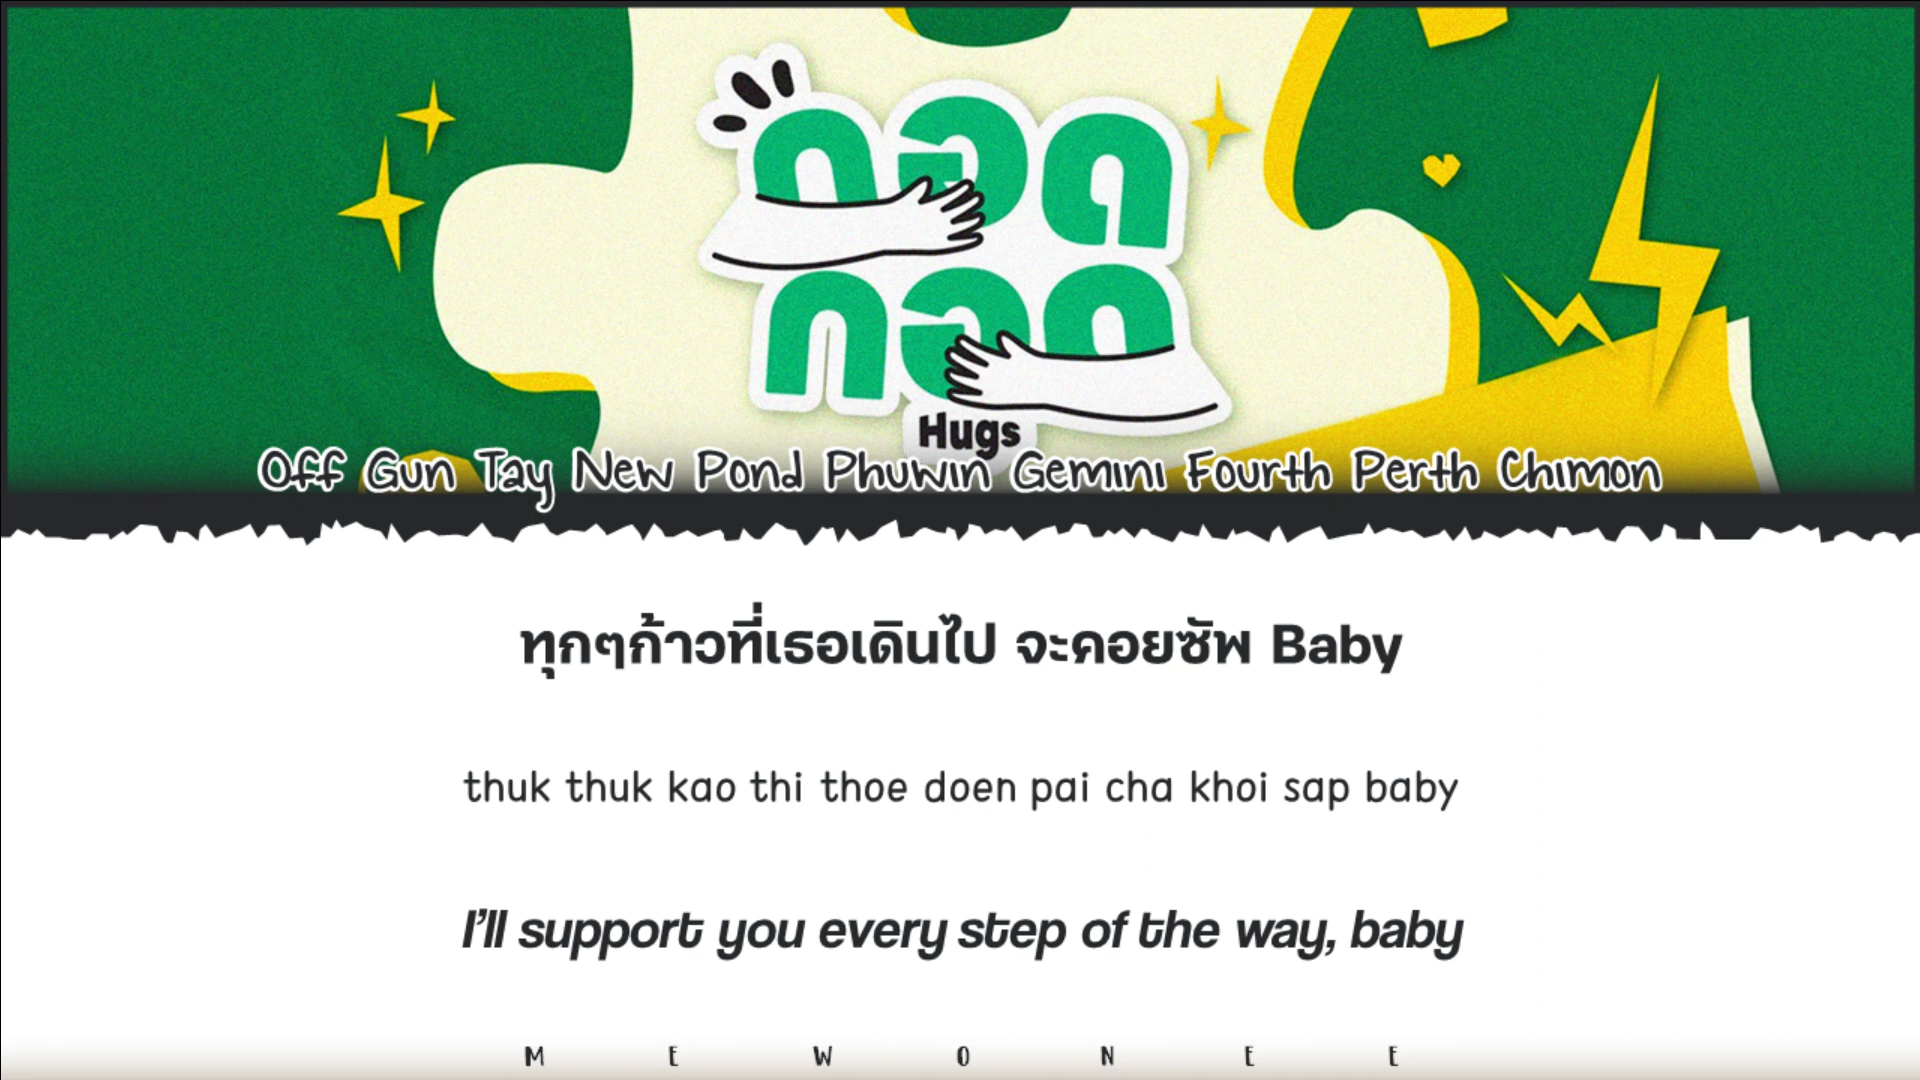 กอด
กอด
Hugs
Off Gun Tay New Pond Phuwin Gemini Fourth Perth Chimon
ทุกๆก้าวที่เธอเดินไป จะคอยซัพ Baby
thuk thuk kao thi thoe doen pai cha khoi sap baby
I'll support you every step of the way, baby
M E W O N E E